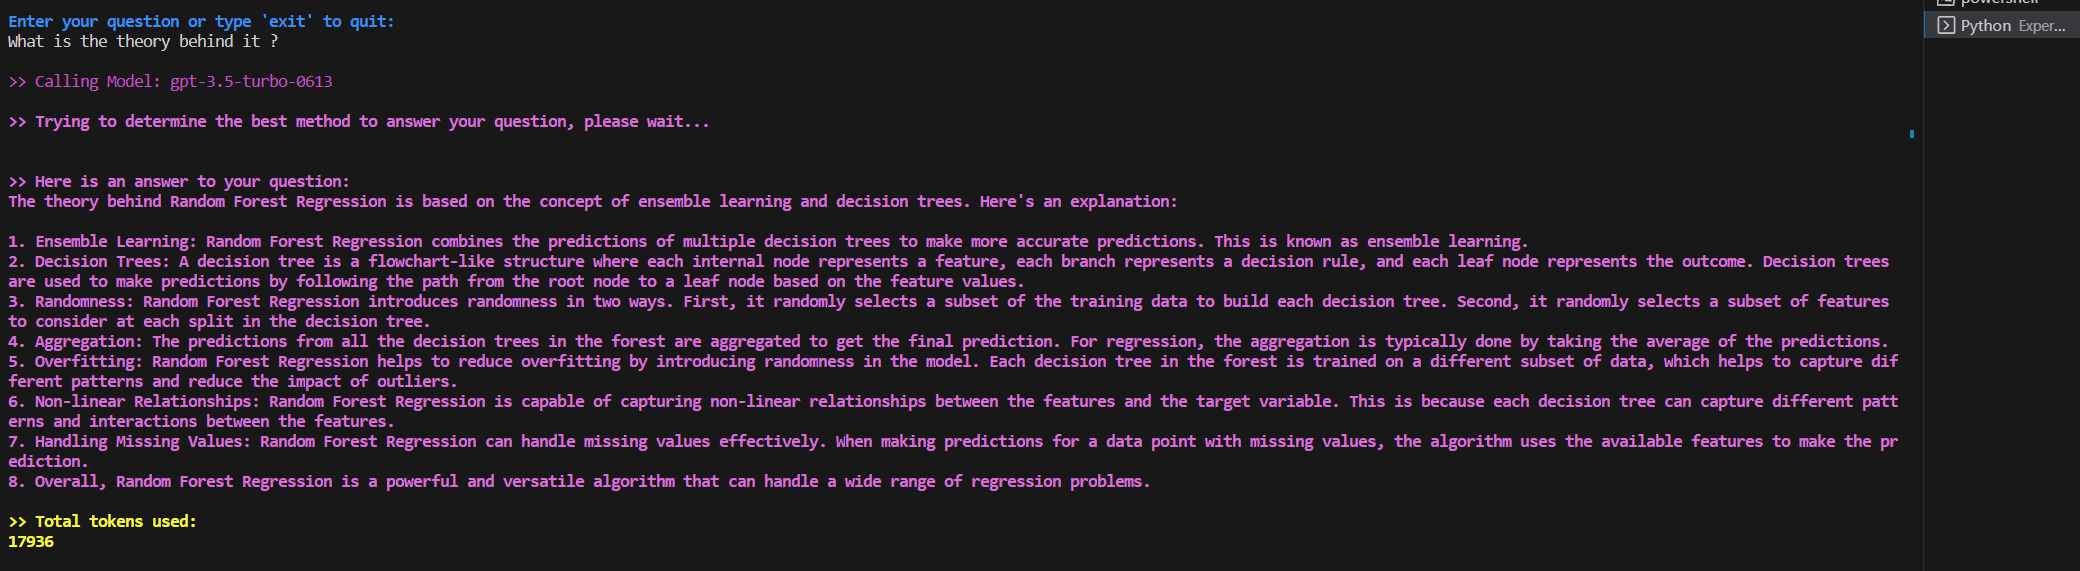 Enter your question or type 'exit' to quit:
What is the theory behind it ?
>> Calling Model: gpt-3.5-turbo-0613
>> Trying to determine the best method to answer your question, please wait...
>> Here is an answer to your question:
The theory behind Random Forest Regression is based on the concept of ensemble learning and decision trees. Here's an explanation:
1. Ensemble Learning: Random Forest Regression combines the predictions of multiple decision trees to make more accurate predictions. This is known as ensemble learning.
2. Decision Trees: A decision tree is a flowchart-like structure where each internal node represents a feature, each branch represents a decision rule, and each leaf node represents the outcome. Decision trees
are used to make predictions by following the path from the root node to a leaf node based on the feature values.
3. Randomness: Random Forest Regression introduces randomness in two ways. First, it randomly selects a subset of the training data to build each decision tree. Second, it randomly selects a subset of features
to consider at each split in the decision tree.
4. Aggregation: The predictions from all the decision trees in the forest are aggregated to get the final prediction. For regression, the aggregation is typically done by taking the average of the predictions.
5. Overfitting: Random Forest Regression helps to reduce overfitting by introducing randomness in the model. Each decision tree in the forest is trained on a different subset of data, which helps to capture dif
ferent patterns and reduce the impact of outliers.
6. Non-linear Relationships: Random Forest Regression is capable of capturing non-linear relationships between the features and the target variable. This is because each decision tree can capture different patt
erns and interactions between the features.
7. Handling Missing Values: Random Forest Regression can handle missing values effectively. When making predictions for a data point with missing values, the algorithm uses the available features to make the pr
ediction.
8. Overall, Random Forest Regression is a powerful and versatile algorithm that can handle a wide range of regression problems.
>> Total tokens used:
17936
powershell
Python Exper...